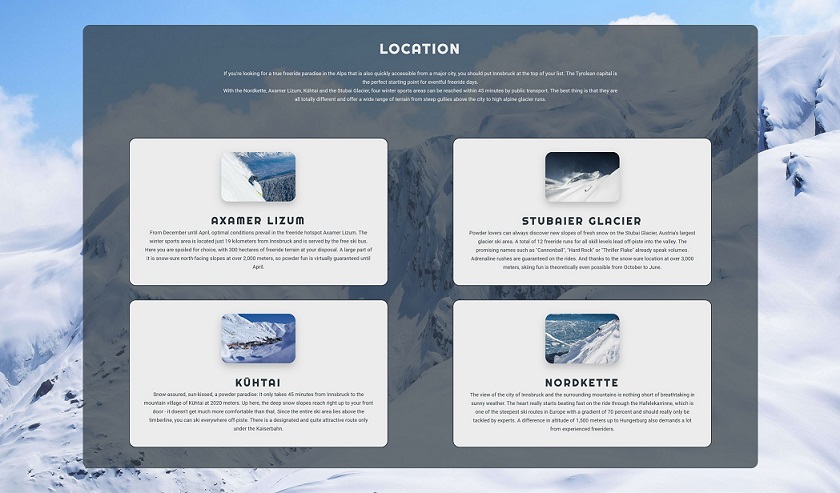 LOCATION
If you're looking for a true freeride paradise in the Alps that is also quickly accessible from a major city, you should put Innsbruck at the top of your list. The Tyrolean capital is
the perfect starting point for eventful freeride days.
With the Nordkette, Axamer Lizum, Kühtai and the Stubai Glacier, four winter sports areas can be reached within 45 minutes by public transport. The best thing is that they are
all totally different and offer a wide range of terrain from steep gullies above the city to high alpine glacier runs.
AXAMER LIZUM
From December until April, optimal conditions prevail in the freeride hotspot Axamer Lizum. The
winter sports area is located just 19 kilometers from Innsbruck and is served by the free ski bus.
Here you are spoiled for choice, with 300 hectares of freeride terrain at your disposal. A large part of
it is snow-sure north-facing slopes at over 2,000 meters, so powder fun is virtually guaranteed until
April.
STUBAIER GLACIER
Powder lovers can always discover new slopes of fresh snow on the Stubai Glacier, Austria's largest
glacier ski area. A total of 12 freeride runs for all skill levels lead off-piste into the valley. The
promising names such as "Cannonball", "Hard Rock" or "Thriller Flake" already speak volumes.
Adrenaline rushes are guaranteed on the rides. And thanks to the snow-sure location at over 3,000
meters, skiing fun is theoretically even possible from October to June.
KÜHTAI
Snow-assured, sun-kissed, a powder paradise: It only takes 45 minutes from Innsbruck to the
mountain village of Kühtai at 2020 meters. Up here, the deep snow slopes reach right up to your front
door - it doesn't get much more comfortable than that. Since the entire ski area lies above the
timberline, you can ski everywhere off-piste. There is a designated and quite attractive route only
under the Kaiserbahn.
NORDKETTE
The view of the city of Innsbruck and the surrounding mountains is nothing short of breathtaking in
sunny weather. The heart really starts beating fast on the ride through the Hafelekarrinne, which is
one of the steepest ski routes in Europe with a gradient of 70 percent and should really only be
tackled by experts. A difference in altitude of 1,500 meters up to Hungerburg also demands a lot
from experienced freeriders.